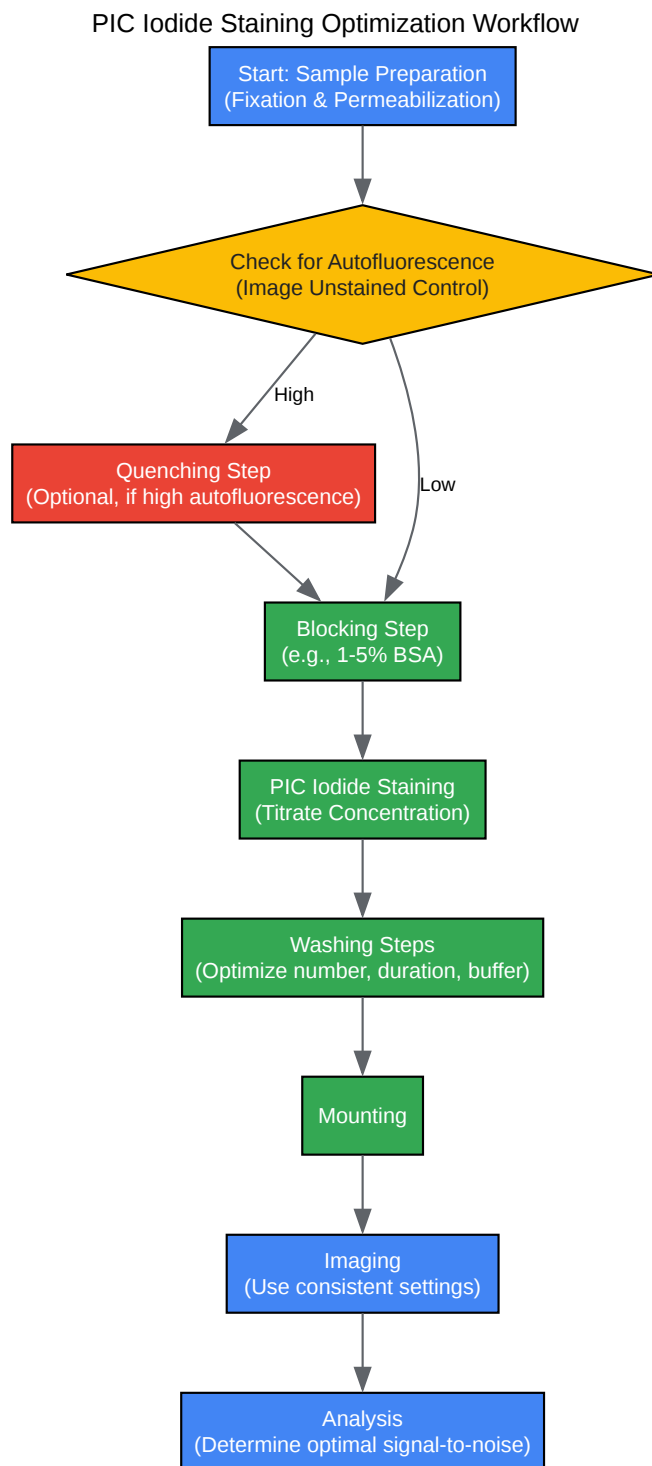 PIC Iodide Staining Optimization Workflow
Start: Sample Preparation
(Fixation & Permeabilization)
Check for Autofluorescence
(Image Unstained Control)
High
Quenching Step
(Optional, if high autofluorescence)
Low
Blocking Step
(e.g., 1-5% BSA)
PIC Iodide Staining
(Titrate Concentration)
Washing Steps
(Optimize number, duration, buffer)
Mounting
Imaging
(Use consistent settings)
Analysis
(Determine optimal signal-to-noise)